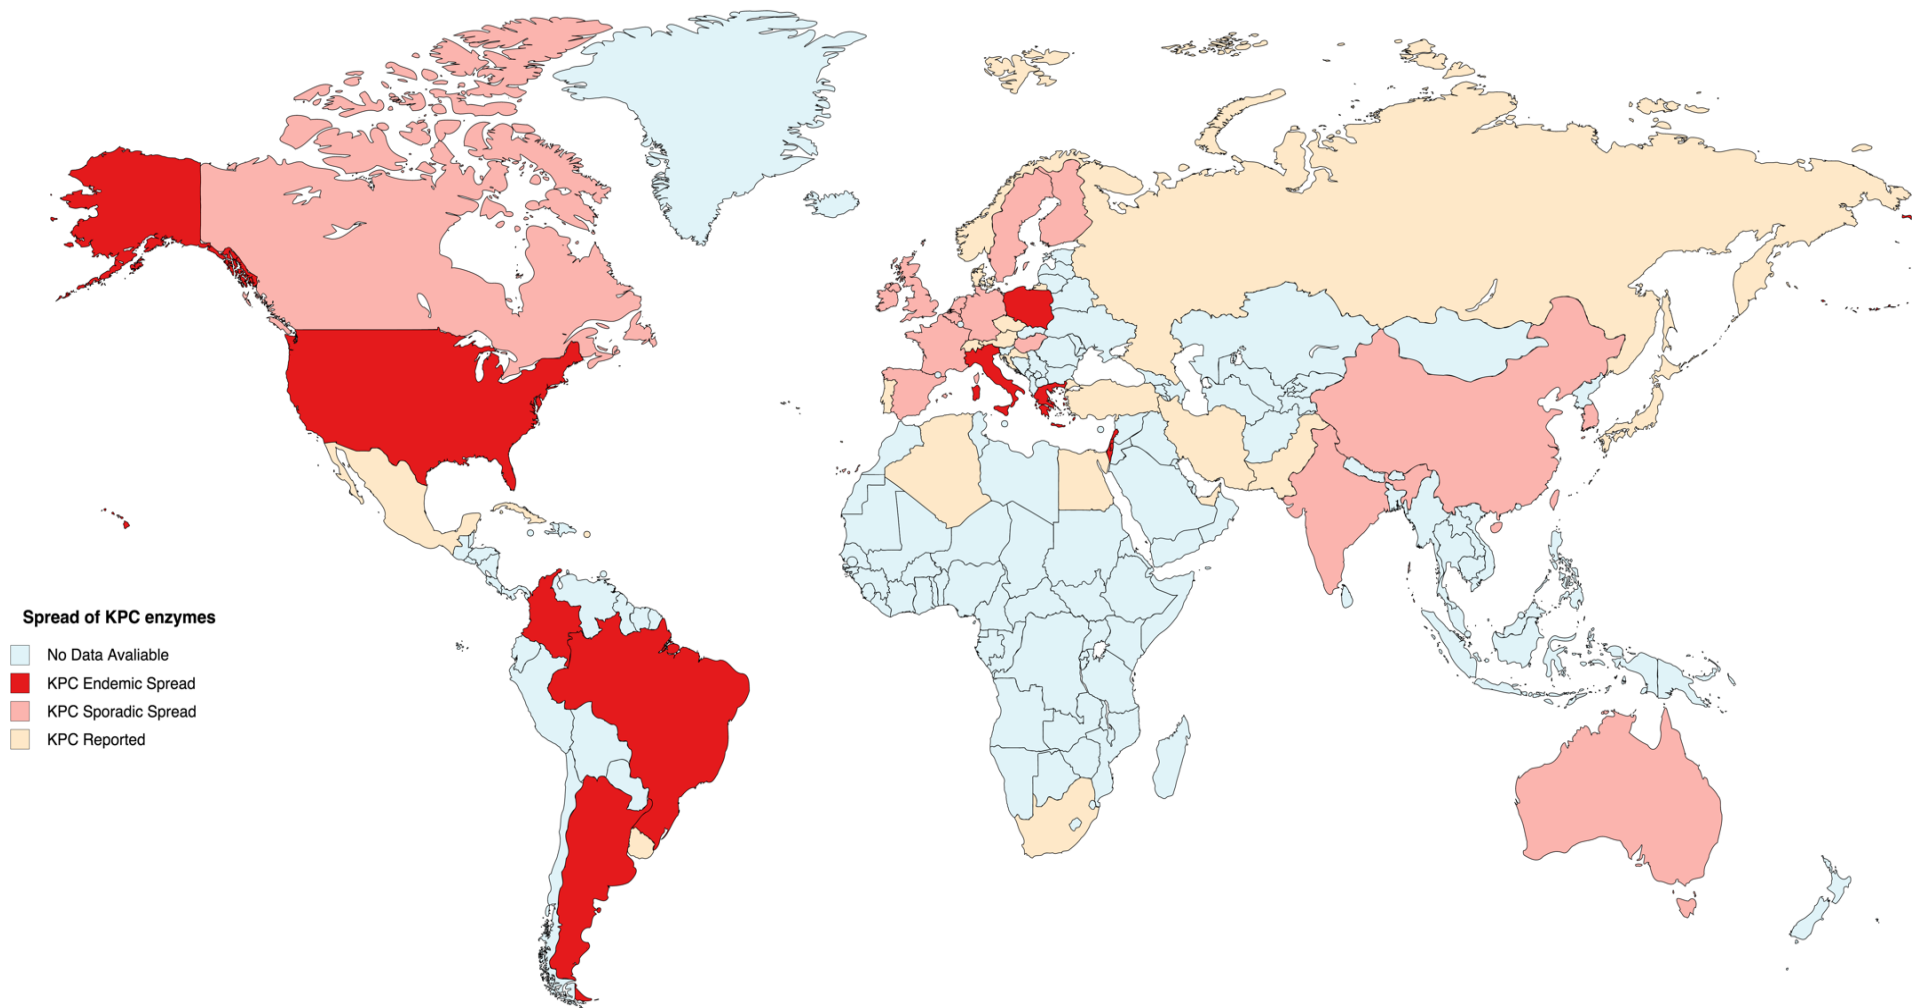 Spread of KPC enzymes
No Data Avaliable
KPC Endemic Spread
KPC Sporadic Spread
KPC Reported